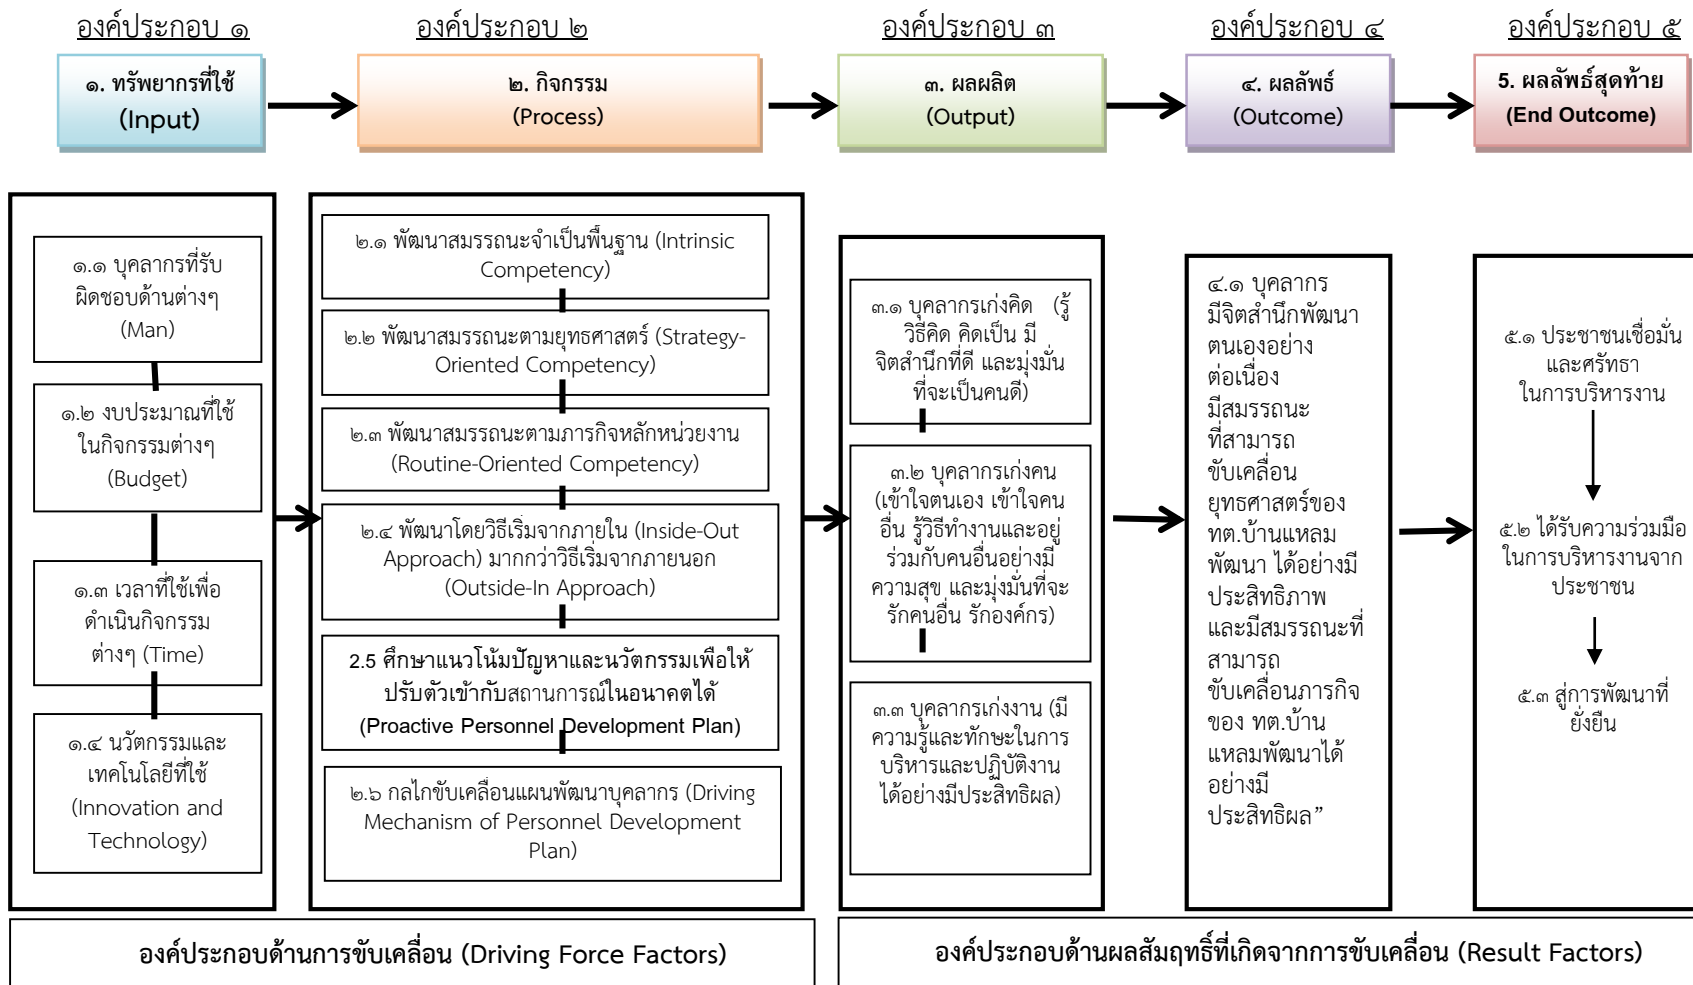 องค์ประกอบ ๑
องค์ประกอบ ๒
องค์ประกอบ ๓
องค์ประกอบ ๔
องค์ประกอบ ๕
๑. ทรัพยากรที่ใช้
(Input)
๒. กิจกรรม
(Process)
๓. ผลผลิต
(Output)
๔. ผลลัพธ์
(Outcome)
5. ผลลัพธ์สุดท้าย
(End Outcome)
๑.๑ บุคลากรที่รับ
ผิดชอบด้านต่างๆ
(Man)
๑.๒ งบประมาณที่ใช้
ในกิจกรรมต่างๆ
(Budget)
๑.๓ เวลาที่ใช้เพื่อ
ดำเนินกิจกรรม
ต่างๆ (Time)
๑.๔ นวัตกรรมและ
เทคโนโลยีที่ใช้
(Innovation and
Technology)
๒.๑ พัฒนาสมรรถนะจำเป็นพื้นฐาน (Intrinsic
Competency)
๒.๒ พัฒนาสมรรถนะตามยุทธศาสตร์ (Strategy-
Oriented Competency)
๒.๓ พัฒนาสมรรถนะตามภารกิจหลักหน่วยงาน
(Routine-Oriented Competency)
๒.๔ พัฒนาโดยวิธีเริ่มจากภายใน (Inside-Out
Approach) มากกว่าวิธีเริ่มจากภายนอก
(Outside-In Approach)
2.5 ศึกษาแนวโน้มปัญหาและนวัตกรรมเพื่อให้
ปรับตัวเข้ากับสถานการณ์ในอนาคตได้
(Proactive Personnel Development Plan)
๒.๖ กลไกขับเคลื่อนแผนพัฒนาบุคลากร (Driving
Mechanism of Personnel Development
Plan)
๓.๑ บุคลากรเก่งคิด (รู้
วิธีคิด คิดเป็น มี
จิตสำนึกที่ดี และมุ่งมั่น
ที่จะเป็นคนดี)
๓.๒ บุคลากรเก่งคน
(เข้าใจตนเอง เข้าใจคน
อื่น รู้วิธีทำงานและอยู่
ร่วมกับคนอื่นอย่างมี
ความสุข และมุ่งมั่นที่จะ
รักคนอื่น รักองค์กร)
๓.๓ บุคลากรเก่งงาน (มี
ความรู้และทักษะในการ
บริหารและปฏิบัติงาน
ได้อย่างมีประสิทธิผล)
๔.๑ บุคลากร
มีจิตสำนึกพัฒนา
ตนเองอย่าง
ต่อเนื่อง
มีสมรรถนะ
ที่สามารถ
ขับเคลื่อน
ยุทธศาสตร์ของ
ทต.บ้านแหลม
พัฒนา ได้อย่างมี
ประสิทธิภาพ
และมีสมรรถนะที่
สามารถ
ขับเคลื่อนภารกิจ
ของ ทต.บ้าน
แหลมพัฒนาได้
อย่างมี
ประสิทธิผล”
๕.๑ ประชาชนเชื่อมั่น
และศรัทธา
ในการบริหารงาน
๕.๒ ได้รับความร่วมมือ
ในการบริหารงานจาก
ประชาชน
๕.๓ สู่การพัฒนาที่
ยั่งยืน
องค์ประกอบด้านการขับเคลื่อน (Driving Force Factors)
องค์ประกอบด้านผลสัมฤทธิ์ที่เกิดจากการขับเคลื่อน (Result Factors)